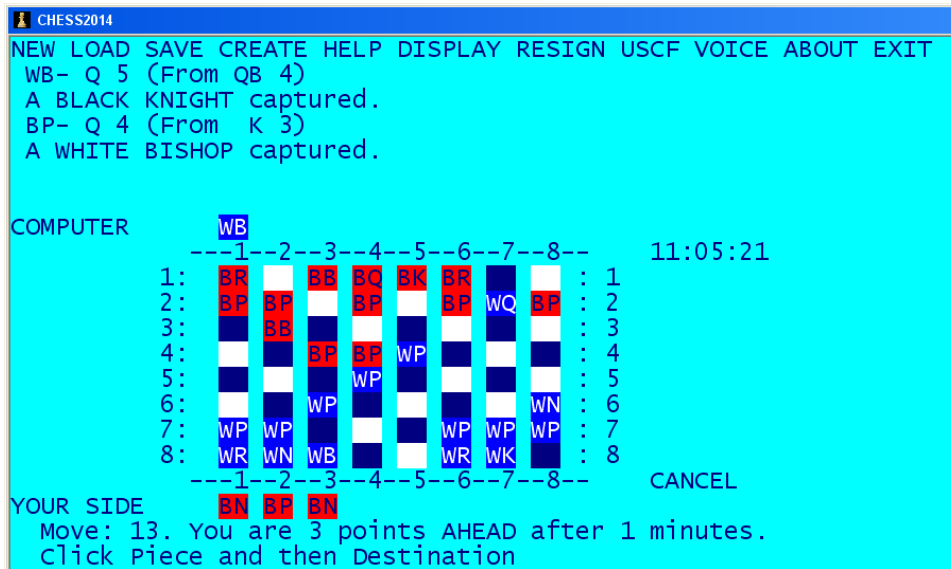 CHESS2014
NEW LOAD SAVE CREATE HELP DISPLAY RESIGN USCF VOICE ABOUT EXIT
WB- Q 5 (From QB 4)
A BLACK KNIGHT captured.
BP- Q 4 (From  K 3)
A WHITE BISHOP captured.
COMPUTER WB
---1--2--3--4--5--6--7--8-- 11:05:21
1: BR BB BQ BK BR : 1
2: BP BP BP BP WQ BP : 2
3: BB : 3
4: BP BP WP : 4
5: WP : 5
6: WP WN : 6
7: WP WP WP WP WP : 7
8: WR WN WB WR WK : 8
---1--2--3--4--5--6--7--8-- CANCEL
YOUR SIDE BN BP BN
Move: 13. You are 3 points AHEAD after 1 minutes.
Click Piece and then Destination